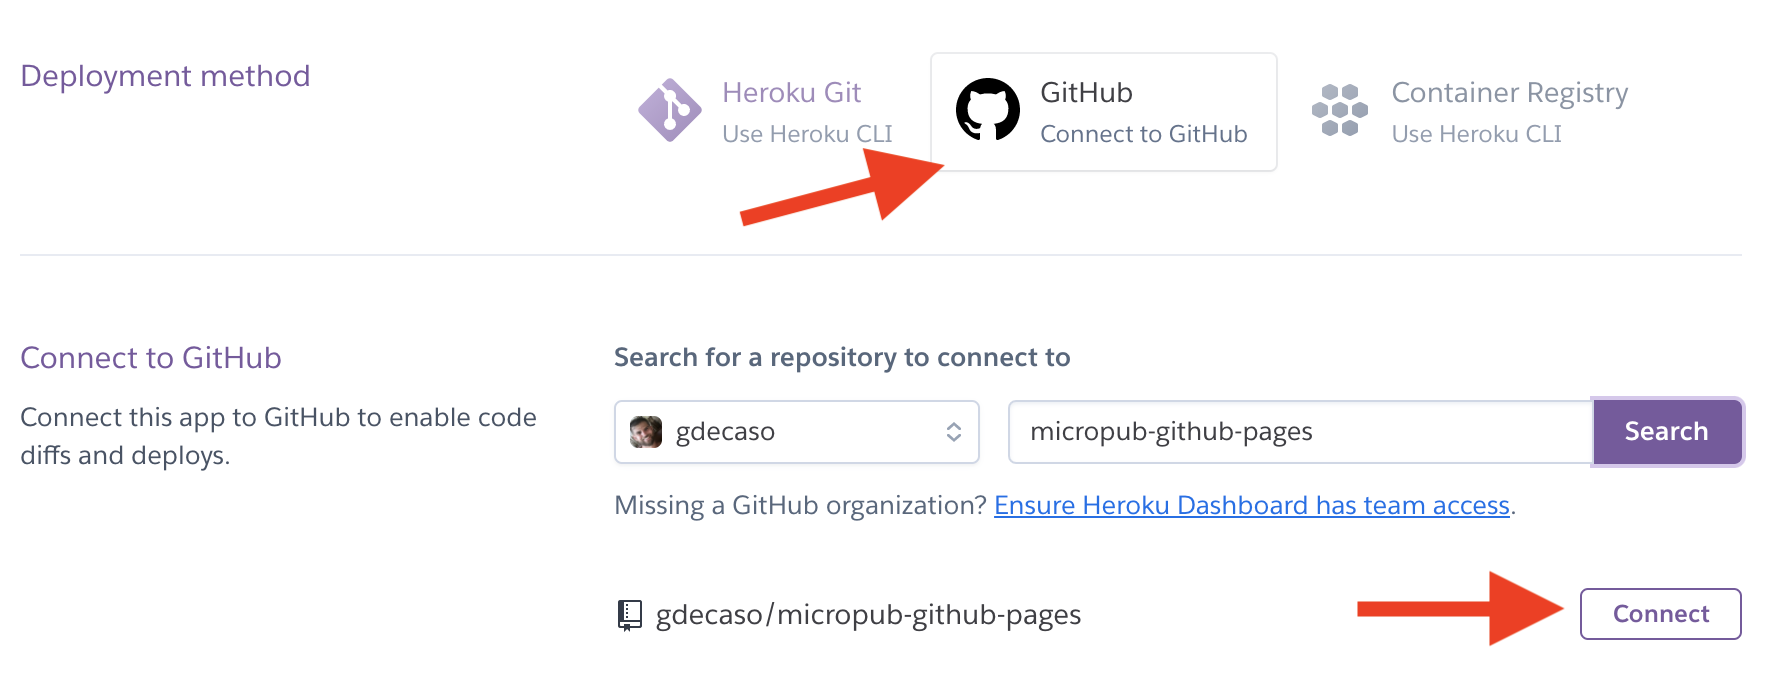 Deployment method
Heroku Git
Use Heroku CLI
GitHub
Connect to GitHub
Container Registry
Use Heroku CLI
Connect to GitHub
Connect this app to GitHub to enable code
diffs and deploys.
Search for a repository to connect to
gdecaso
micropub-github-pages
Search
Missing a GitHub organization? Ensure Heroku Dashboard has team access.
gdecaso/micropub-github-pages
Connect